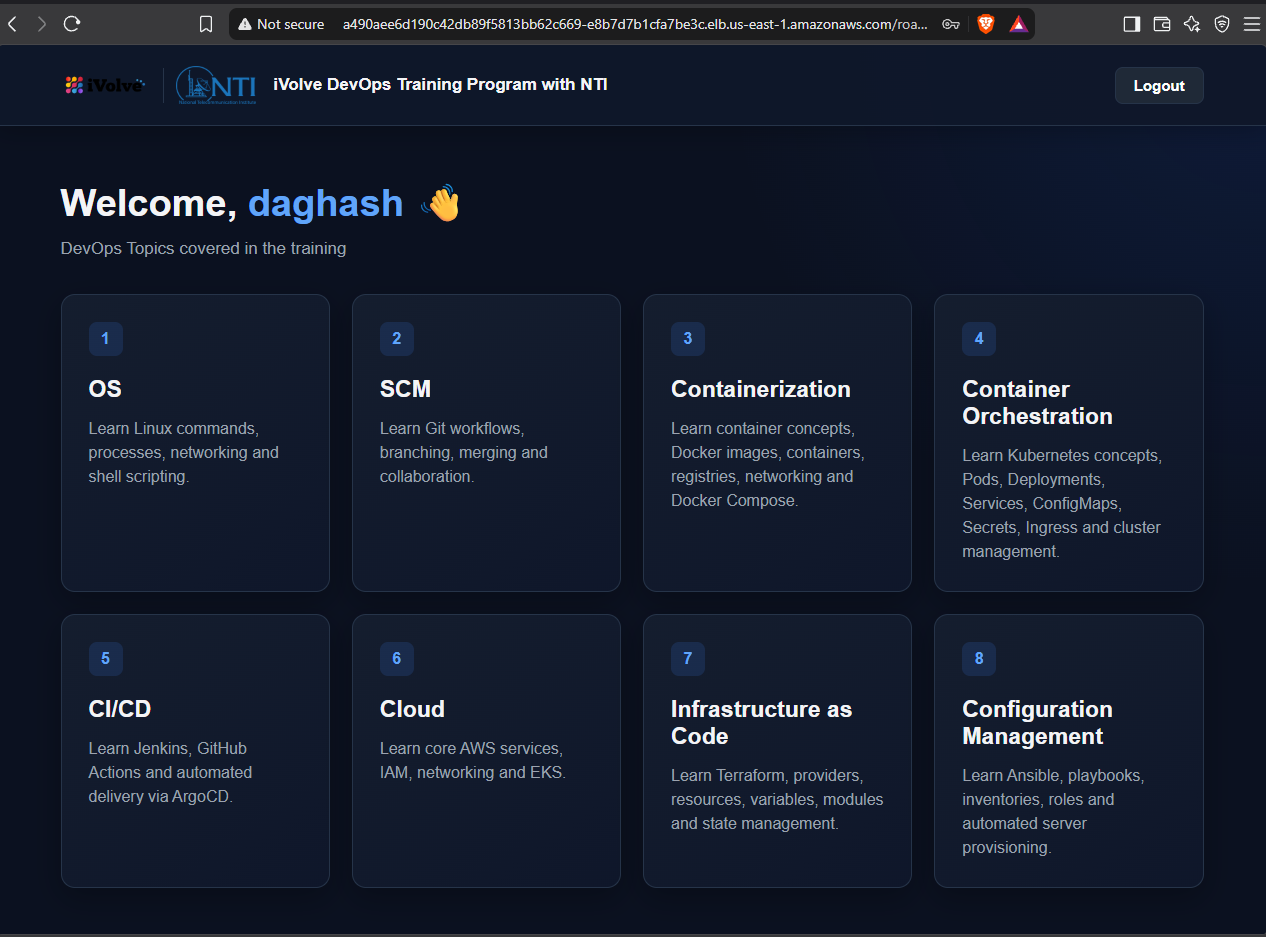 Not secure a490aee6d190c42db89f5813bb62c669-e8b7d7b1cfa7be3c.elb.us-east-1.amazonaws.com/roa...
iVolve
NTI
iVolve DevOps Training Program with NTI
Logout
Welcome, daghash 👋
DevOps Topics covered in the training
1
OS
Learn Linux commands,
processes, networking and
shell scripting.
2
SCM
Learn Git workflows,
branching, merging and
collaboration.
3
Containerization
Learn container concepts,
Docker images, containers,
registries, networking and
Docker Compose.
4
Container
Orchestration
Learn Kubernetes concepts,
Pods, Deployments,
Services, ConfigMaps,
Secrets, Ingress and cluster
management.
5
CI/CD
Learn Jenkins, GitHub
Actions and automated
delivery via ArgoCD.
6
Cloud
Learn core AWS services,
IAM, networking and EKS.
7
Infrastructure as
Code
Learn Terraform, providers,
resources, variables, modules
and state management.
8
Configuration
Management
Learn Ansible, playbooks,
inventories, roles and
automated server
provisioning.